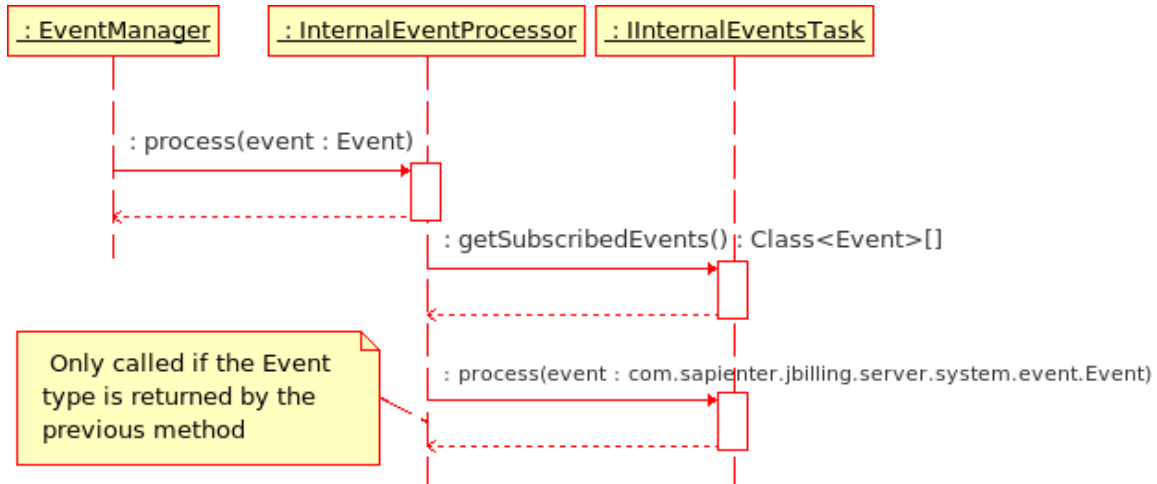 : EventManager
: InternalEventProcessor
: IInternalEventsTask
: process(event : Event)
: getSubscribedEvents() : Class<Event>[]
Only called if the Event
type is returned by the
previous method
: process(event : com.sapienter.jbilling.server.system.event.Event)